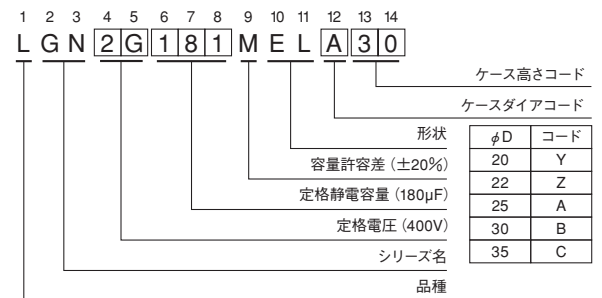 1 2 3 4 5 6 7 8 9 10 11 12 13 14
L G N 2 G 1 8 1 M E L A 3 0
ケース高さコード
ケースダイアコード
形状
容量許容差 (±20%)
定格静電容量 (180μF)
定格電圧 (400V)
シリーズ名
品種
φD コード
20 Y
22 Z
25 A
30 B
35 C